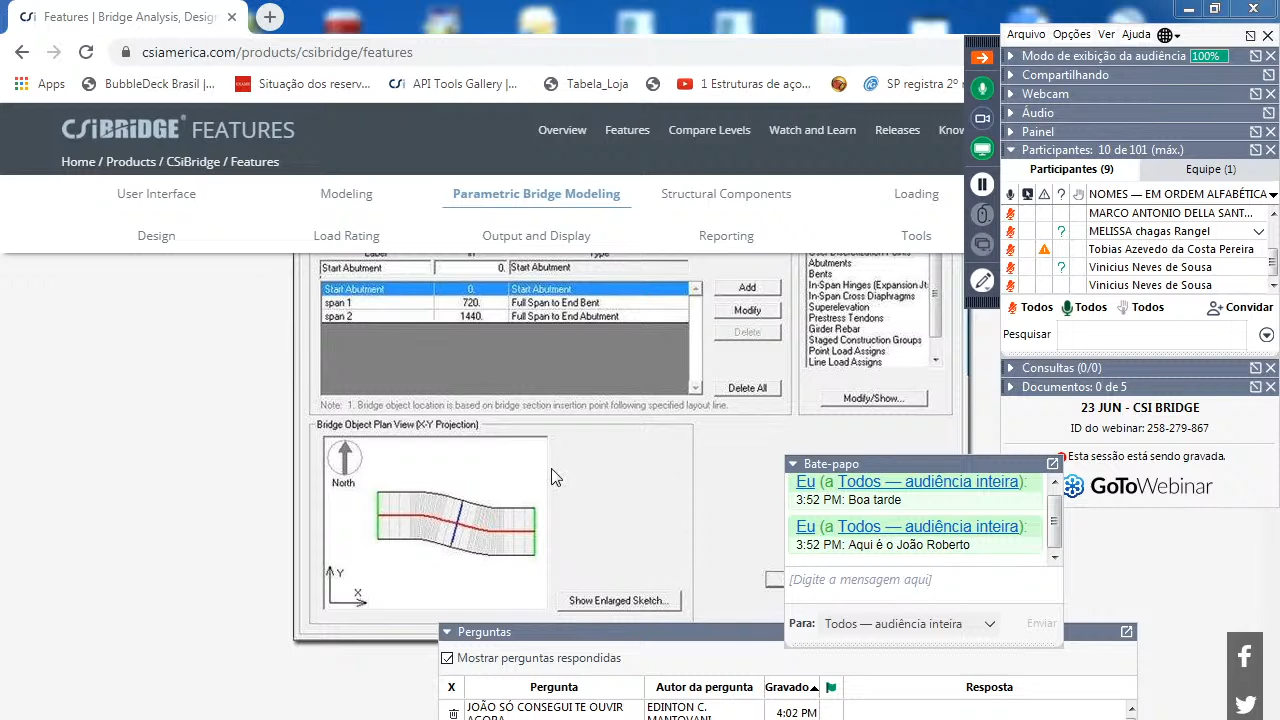 Features | Bridge Analysis, Desig
csiamerica.com/products/csibridge/features
Apps
BubbleDeck Brasil |...
Situação dos reserv...
API Tools Gallery |...
Tabela_Loja
1 Estruturas de aço,...
SP registra 2º r
CSiBRIDGE® FEATURES
Overview
Features
Compare Levels
Watch and Learn
Releases
Know
Home / Products / CSiBridge / Features
User Interface
Modeling
Parametric Bridge Modeling
Structural Components
Loading
Design
Load Rating
Output and Display
Reporting
Tools
Start Abutment
0.
Start Abutment
Start Abutment 0. Start Abutment
span 1 720. Full Span to End Bent
span 2 1440. Full Span to End Abutment
Add
Modify
Delete
Delete All
Abutments
Bents
In-Span Hinges (Expansion Jt
In-Span Cross Diaphragms
Superelevation
Prestress Tendons
Girder Rebar
Staged Construction Groups
Point Load Assigns
Line Load Assigns
Modify/Show...
Note: 1. Bridge object location is based on bridge section insertion point following specified layout line.
Bridge Object Plan View (X-Y Projection)
North
Y
X
Show Enlarged Sketch...
Arquivo Opções Ver Ajuda
Modo de exibição da audiência 100%
Compartilhando
Webcam
Áudio
Painel
Participantes: 10 de 101 (máx.)
Participantes (9)
Equipe (1)
NOMES — EM ORDEM ALFABÉTICA
MARCO ANTONIO DELLA SANT...
? MELISSA chagas Rangel
Tobias Azevedo da Costa Pereira
? Vinicius Neves de Sousa
Vinicius Neves de Sousa
Todos
Todos
Todos
Convidar
Pesquisar
Consultas (0/0)
Documentos: 0 de 5
23 JUN - CSI BRIDGE
ID do webinar: 258-279-867
Esta sessão está sendo gravada.
GoToWebinar
Bate-papo
Eu (a Todos — audiência inteira):
3:52 PM: Boa tarde
Eu (a Todos — audiência inteira):
3:52 PM: Aqui é o João Roberto
[Digite a mensagem aqui]
Para: Todos — audiência inteira
Enviar
Perguntas
Mostrar perguntas respondidas
X
Pergunta
Autor da pergunta
Gravado
Resposta
JOÃO SÓ CONSEGUI TE OUVIR
AGORA
EDINTON C.
MANTOVANI
4:02 PM